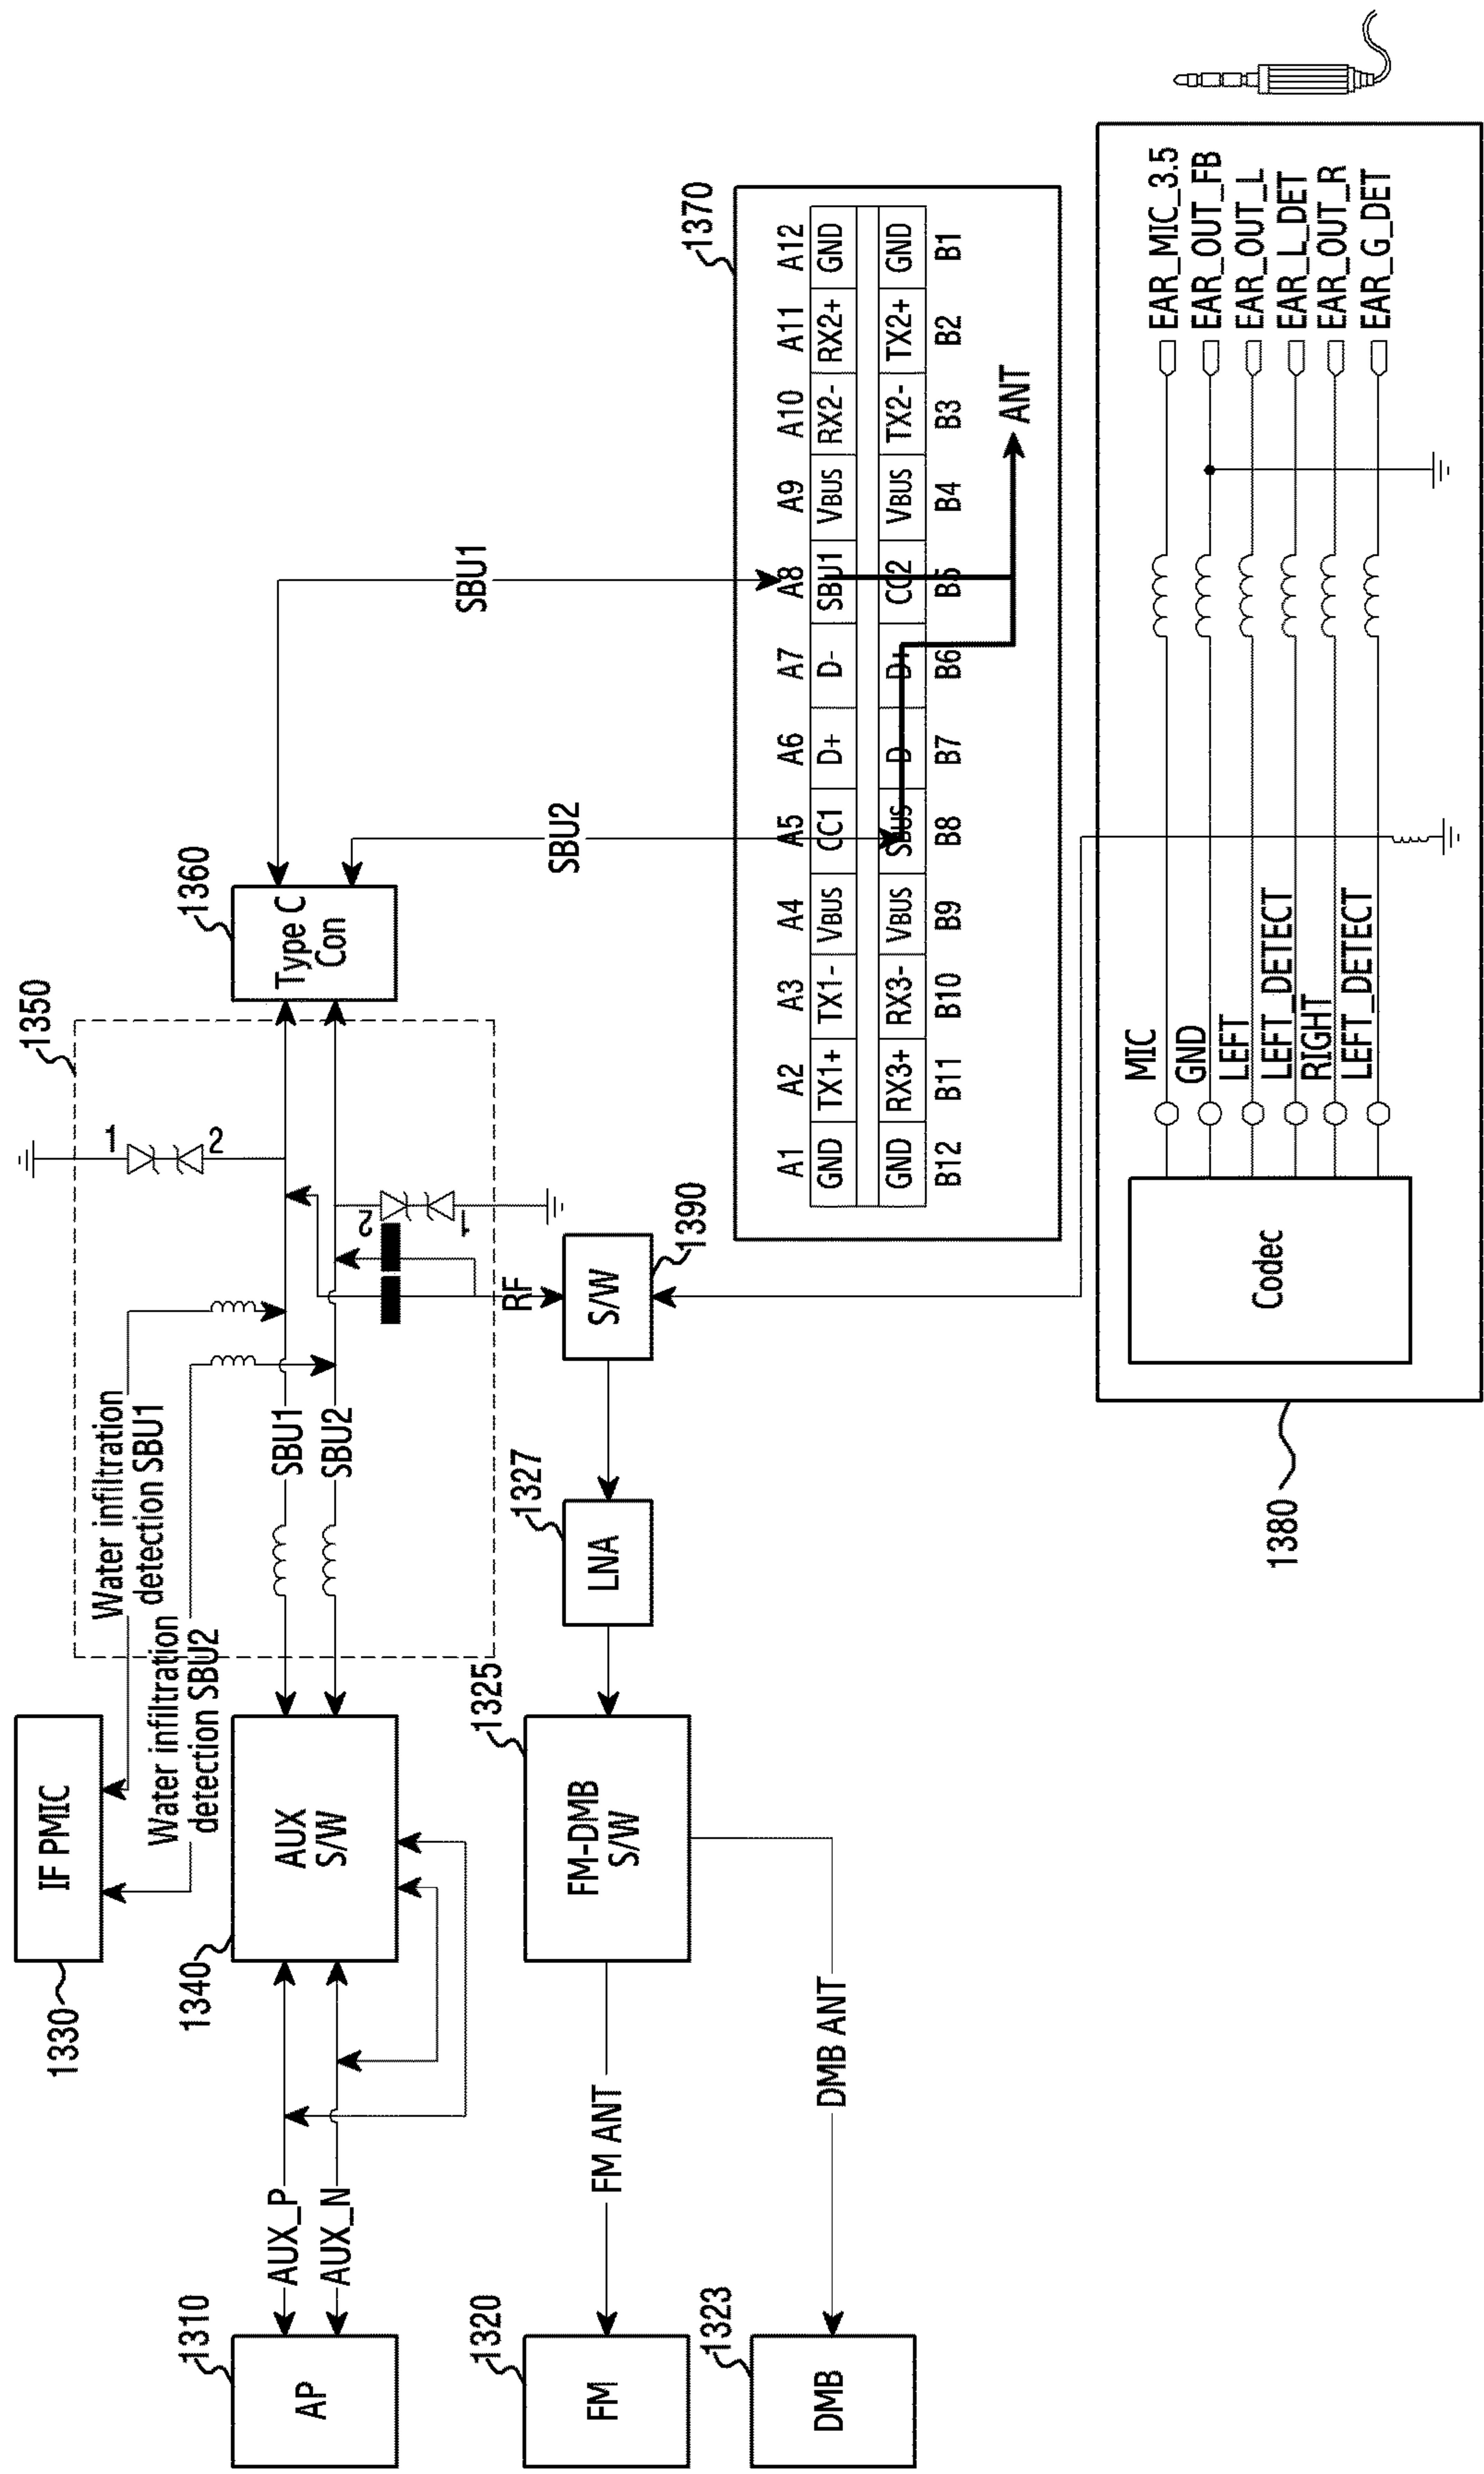 1310
AP
AUX_P
AUX_N
1320
FM
FM ANT
1323
DMB
DMB ANT
1330
IF PMIC
1340
AUX
S/W
1325
FM-DMB
S/W
Water infiltration
detection SBU1
Water infiltration
detection SBU2
SBU1
SBU2
1327
LNA
1350
1
2
2
1
RF
S/W
1390
1360
Type C
Con
SBU1
SBU2
1370
A1 A2 A3 A4 A5 A6 A7 A8 A9 A10 A11 A12
GND TX1+ TX1- VBUS CC1 D+ D- SBU1 VBUS RX2- RX2+ GND
GND RX3+ RX3- VBUS SBUS D D+ CC2 VBUS TX2- TX2+ GND
B12 B11 B10 B9 B8 B7 B6 B5 B4 B3 B2 B1
ANT
1380
Codec
MIC
GND
LEFT
LEFT_DETECT
RIGHT
LEFT_DETECT
EAR_MIC_3.5
EAR_OUT_FB
EAR_OUT_L
EAR_L_DET
EAR_OUT_R
EAR_G_DET